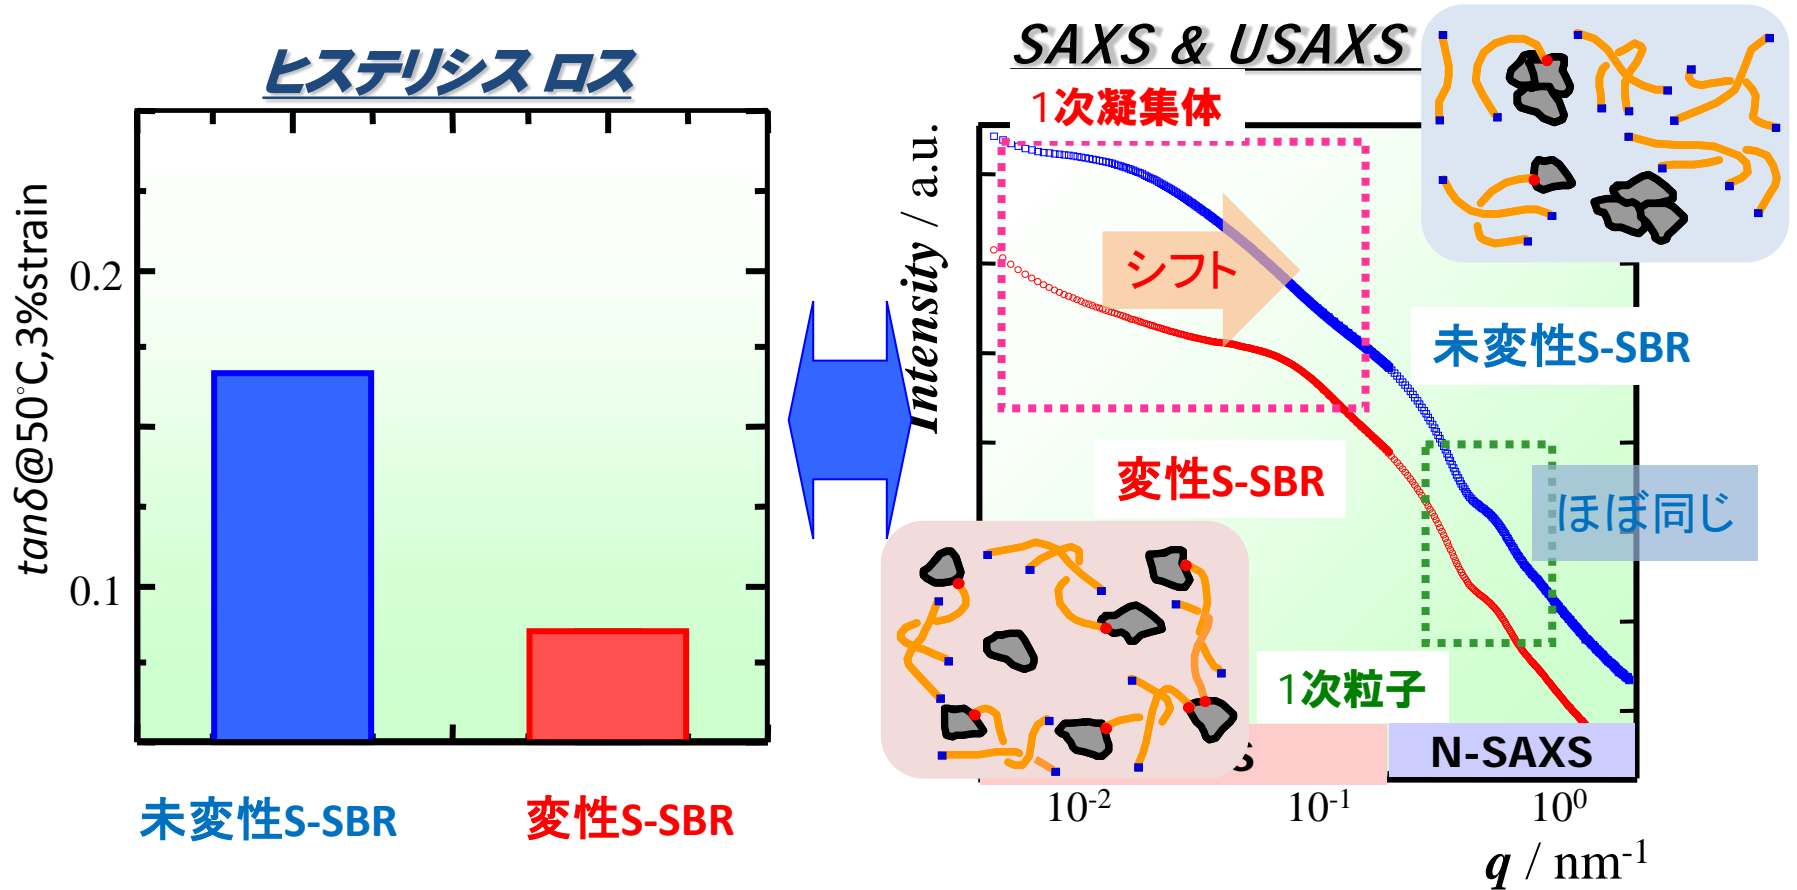 ヒステリシス ロス
tanδ@50°C,3%strain
0.2
0.1
未変性S-SBR
変性S-SBR
SAXS & USAXS
1次凝集体
Intensity / a.u.
シフト
未変性S-SBR
変性S-SBR
ほぼ同じ
1次粒子
S
N-SAXS
10-2
10-1
100
q / nm-1